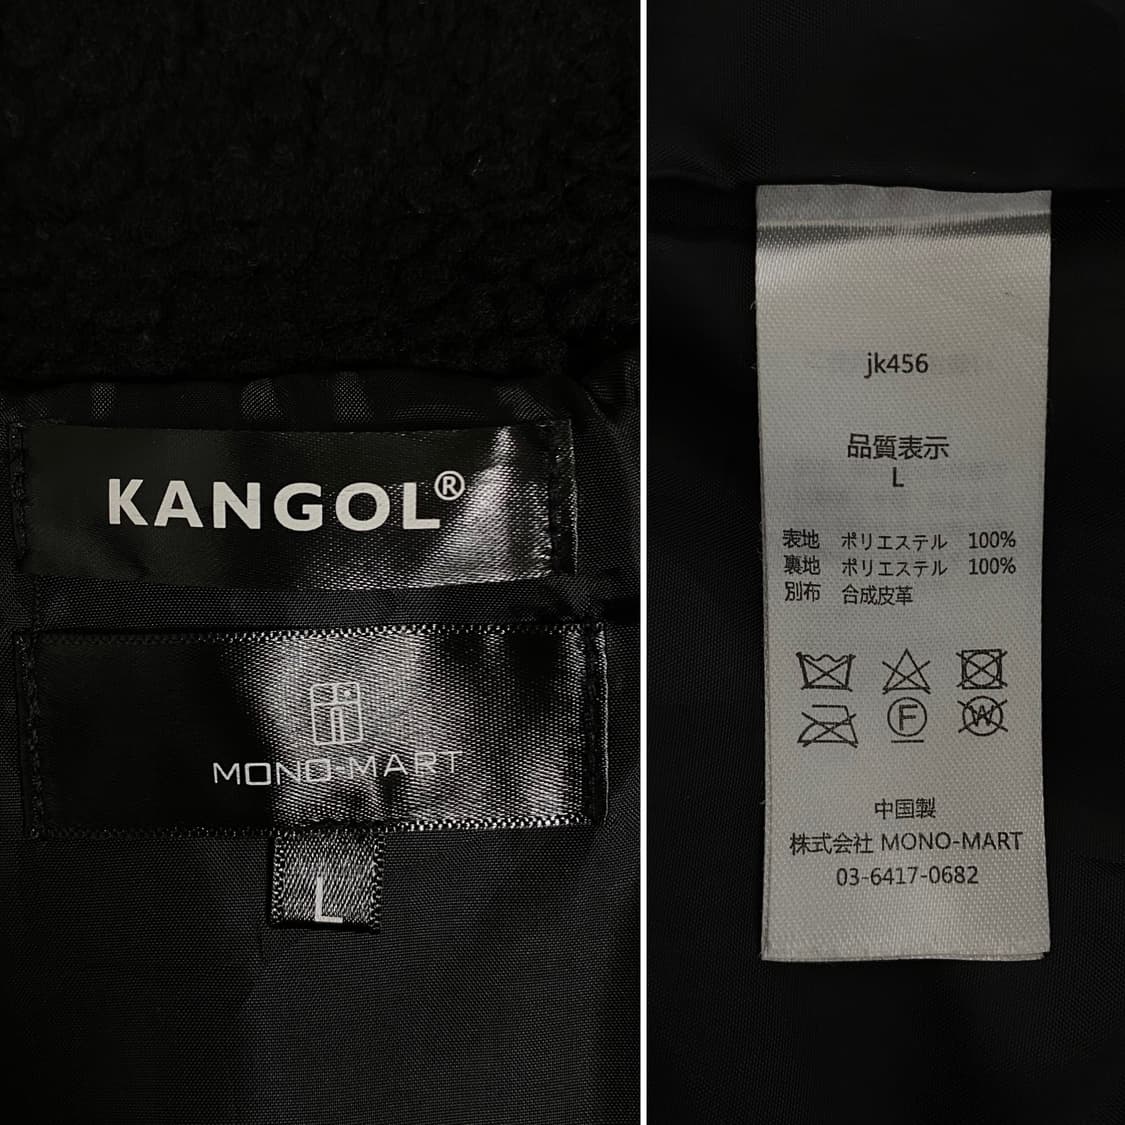 KANGOL®
MONO-MART
L
jk456
品質表示
L
表地 ポリエステル 100%
裏地 ポリエステル 100%
別布 合成皮革
F
W
中国製
株式会社 MONO-MART
03-6417-0682